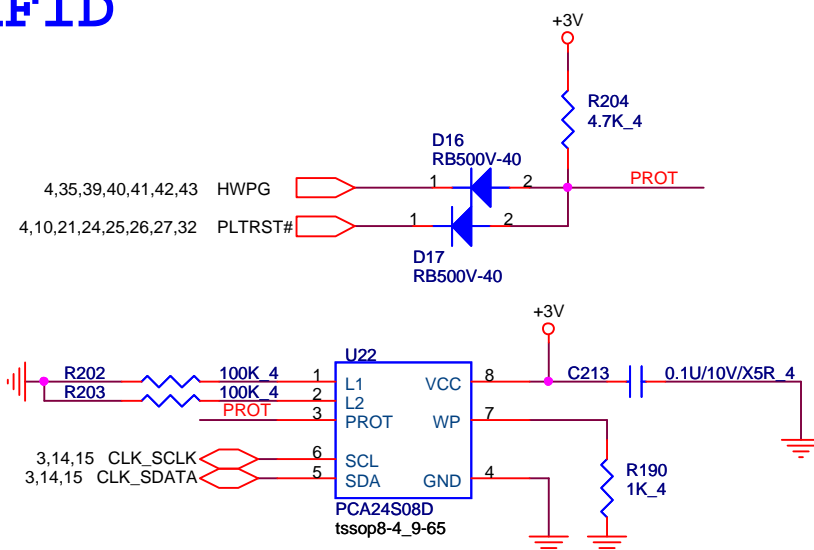 +3V
R204
4.7K_4
D16
RB500V-40
1 2 PROT
4,35,39,40,41,42,43 HWPG
4,10,21,24,25,26,27,32 PLTRST#
1 2
D17
RB500V-40
+3V
U22
R202 100K_4 1 L1 VCC 8 C213 0.1U/10V/X5R_4
R203 100K_4 2 L2
PROT 3 PROT WP 7
3,14,15 CLK_SCLK 6 SCL
3,14,15 CLK_SDATA 5 SDA GND 4
R190
1K_4
PCA24S08D
tssop8-4_9-65